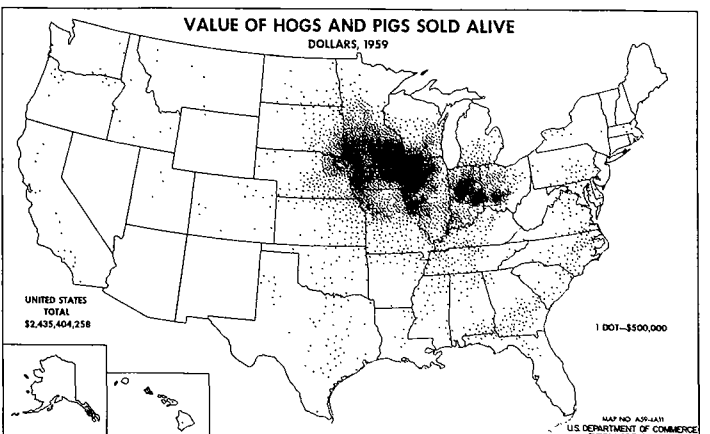 VALUE OF HOGS AND PIGS SOLD ALIVE
DOLLARS, 1959
UNITED STATES
TOTAL
$2,435,404,258
1 DOT—$500,000
MAP NO. A59-4A11
U.S. DEPARTMENT OF COMMERCE